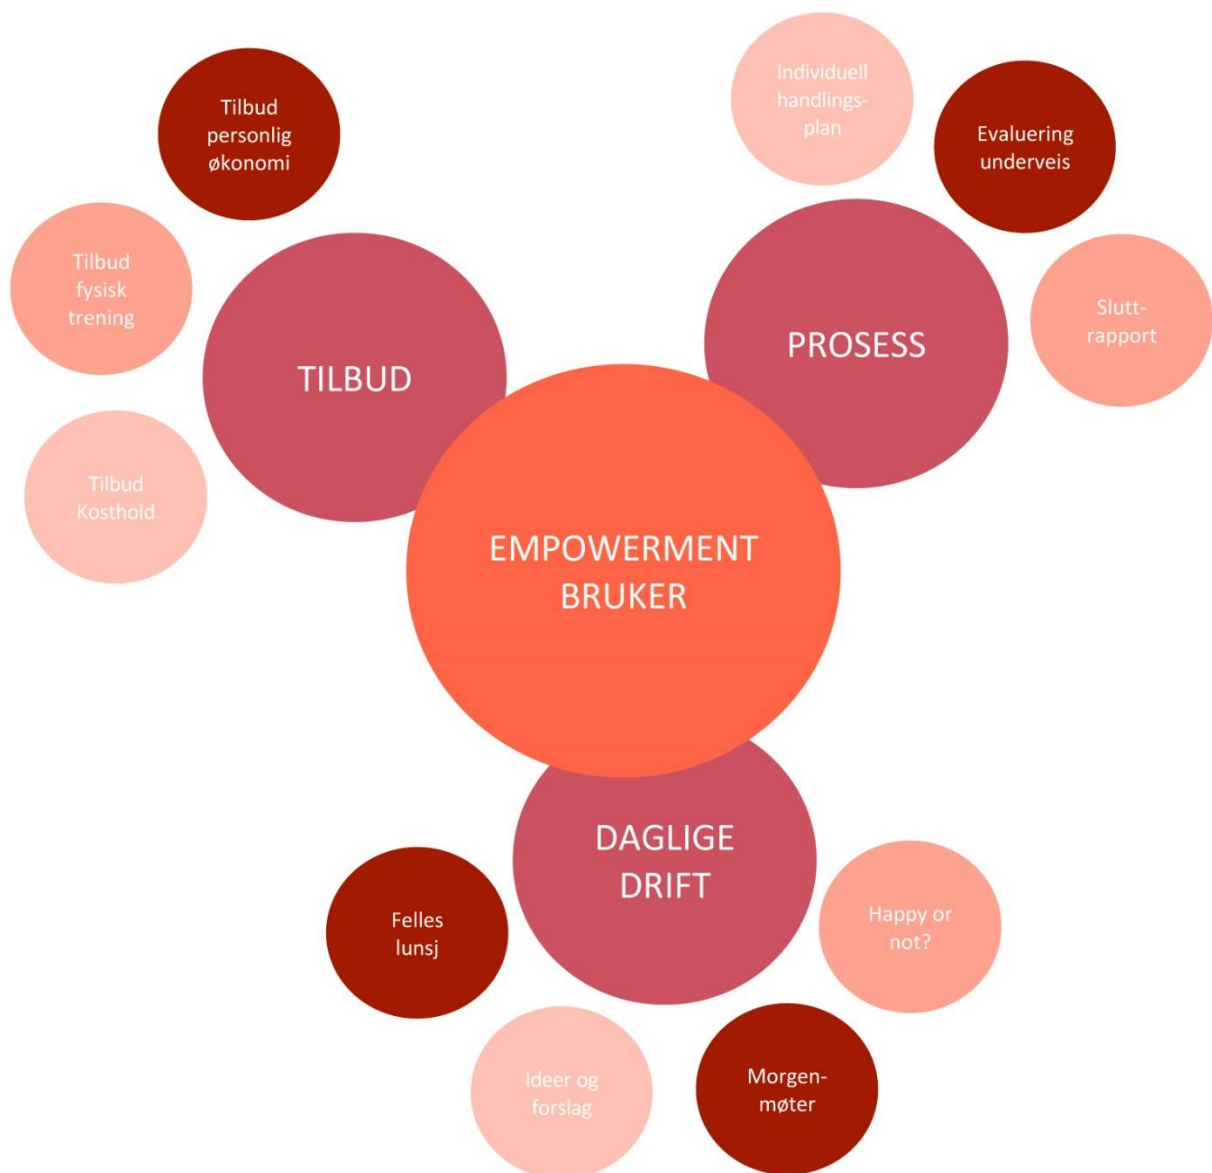 Tilbud
personlig
økonomi
Tilbud
fysisk
trening
Tilbud
Kosthold
TILBUD
Individuell
handlings-
plan
Evaluering
underveis
Slutt-
rapport
PROSESS
EMPOWERMENT
BRUKER
DAGLIGE
DRIFT
Felles
lunsj
Ideer og
forslag
Morgen-
møter
Happy or
not?